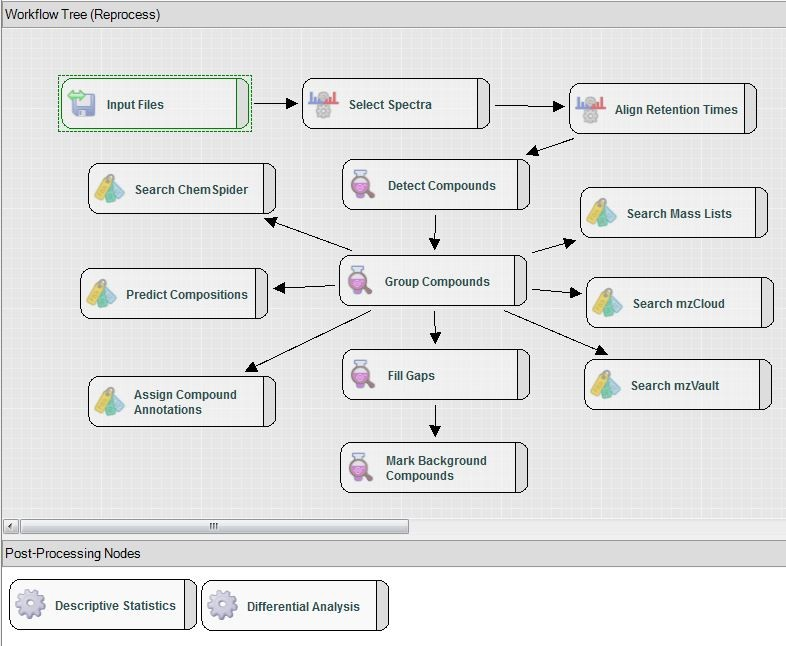 Workflow Tree (Reprocess)
Input Files
Select Spectra
Align Retention Times
Search ChemSpider
Detect Compounds
Search Mass Lists
Predict Compositions
Group Compounds
Search mzCloud
Assign Compound
Annotations
Fill Gaps
Search mzVault
Mark Background
Compounds
Post-Processing Nodes
Descriptive Statistics
Differential Analysis